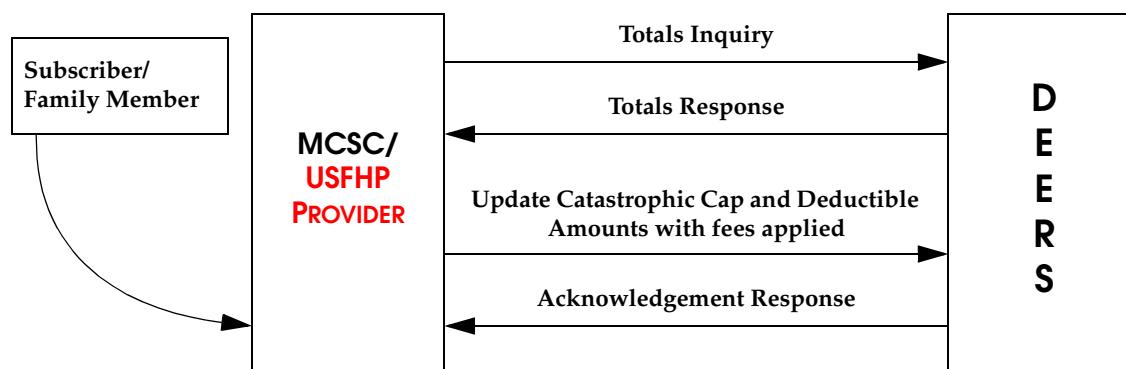 Subscriber/
Family Member
MCSC/
USFHP
PROVIDER
Totals Inquiry
Totals Response
Update Catastrophic Cap and Deductible
Amounts with fees applied
Acknowledgement Response
D
E
E
R
S